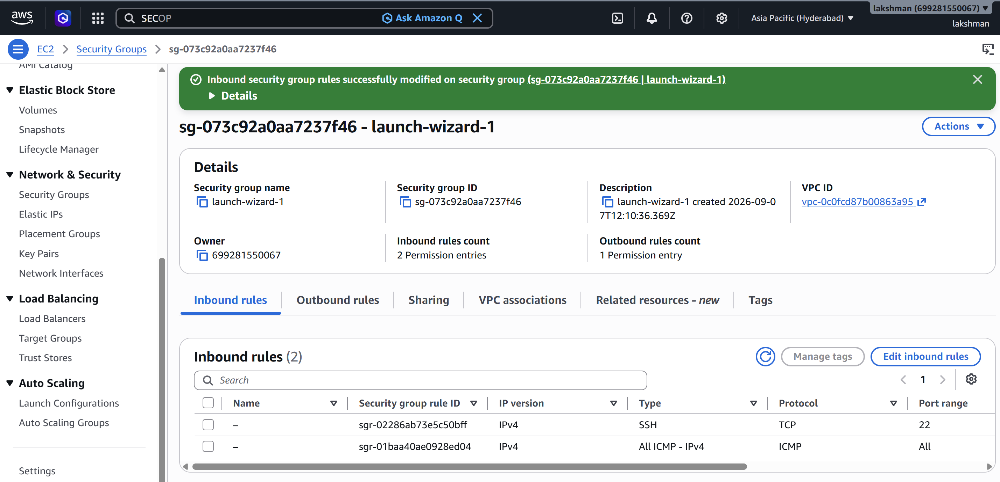 aws
SECOP
Ask Amazon Q
Asia Pacific (Hyderabad)
lakshman (699281550067)
lakshman
EC2
Security Groups
sg-073c92a0aa7237f46
AMI Catalog
Elastic Block Store
Volumes
Snapshots
Lifecycle Manager
Network & Security
Security Groups
Elastic IPs
Placement Groups
Key Pairs
Network Interfaces
Load Balancing
Load Balancers
Target Groups
Trust Stores
Auto Scaling
Launch Configurations
Auto Scaling Groups
Settings
Inbound security group rules successfully modified on security group (sg-073c92a0aa7237f46 | launch-wizard-1)
Details
sg-073c92a0aa7237f46 - launch-wizard-1
Actions
Details
Security group name
launch-wizard-1
Security group ID
sg-073c92a0aa7237f46
Description
launch-wizard-1 created 2026-09-0
7T12:10:36.369Z
VPC ID
vpc-0c0fcd87b00863a95
Owner
699281550067
Inbound rules count
2 Permission entries
Outbound rules count
1 Permission entry
Inbound rules Outbound rules Sharing VPC associations Related resources - new Tags
Inbound rules (2)
Manage tags
Edit inbound rules
Search
1
Name Security group rule ID IP version Type Protocol Port range
– sgr-02286ab73e5c50bff IPv4 SSH TCP 22
– sgr-01baa40ae0928ed04 IPv4 All ICMP - IPv4 ICMP All